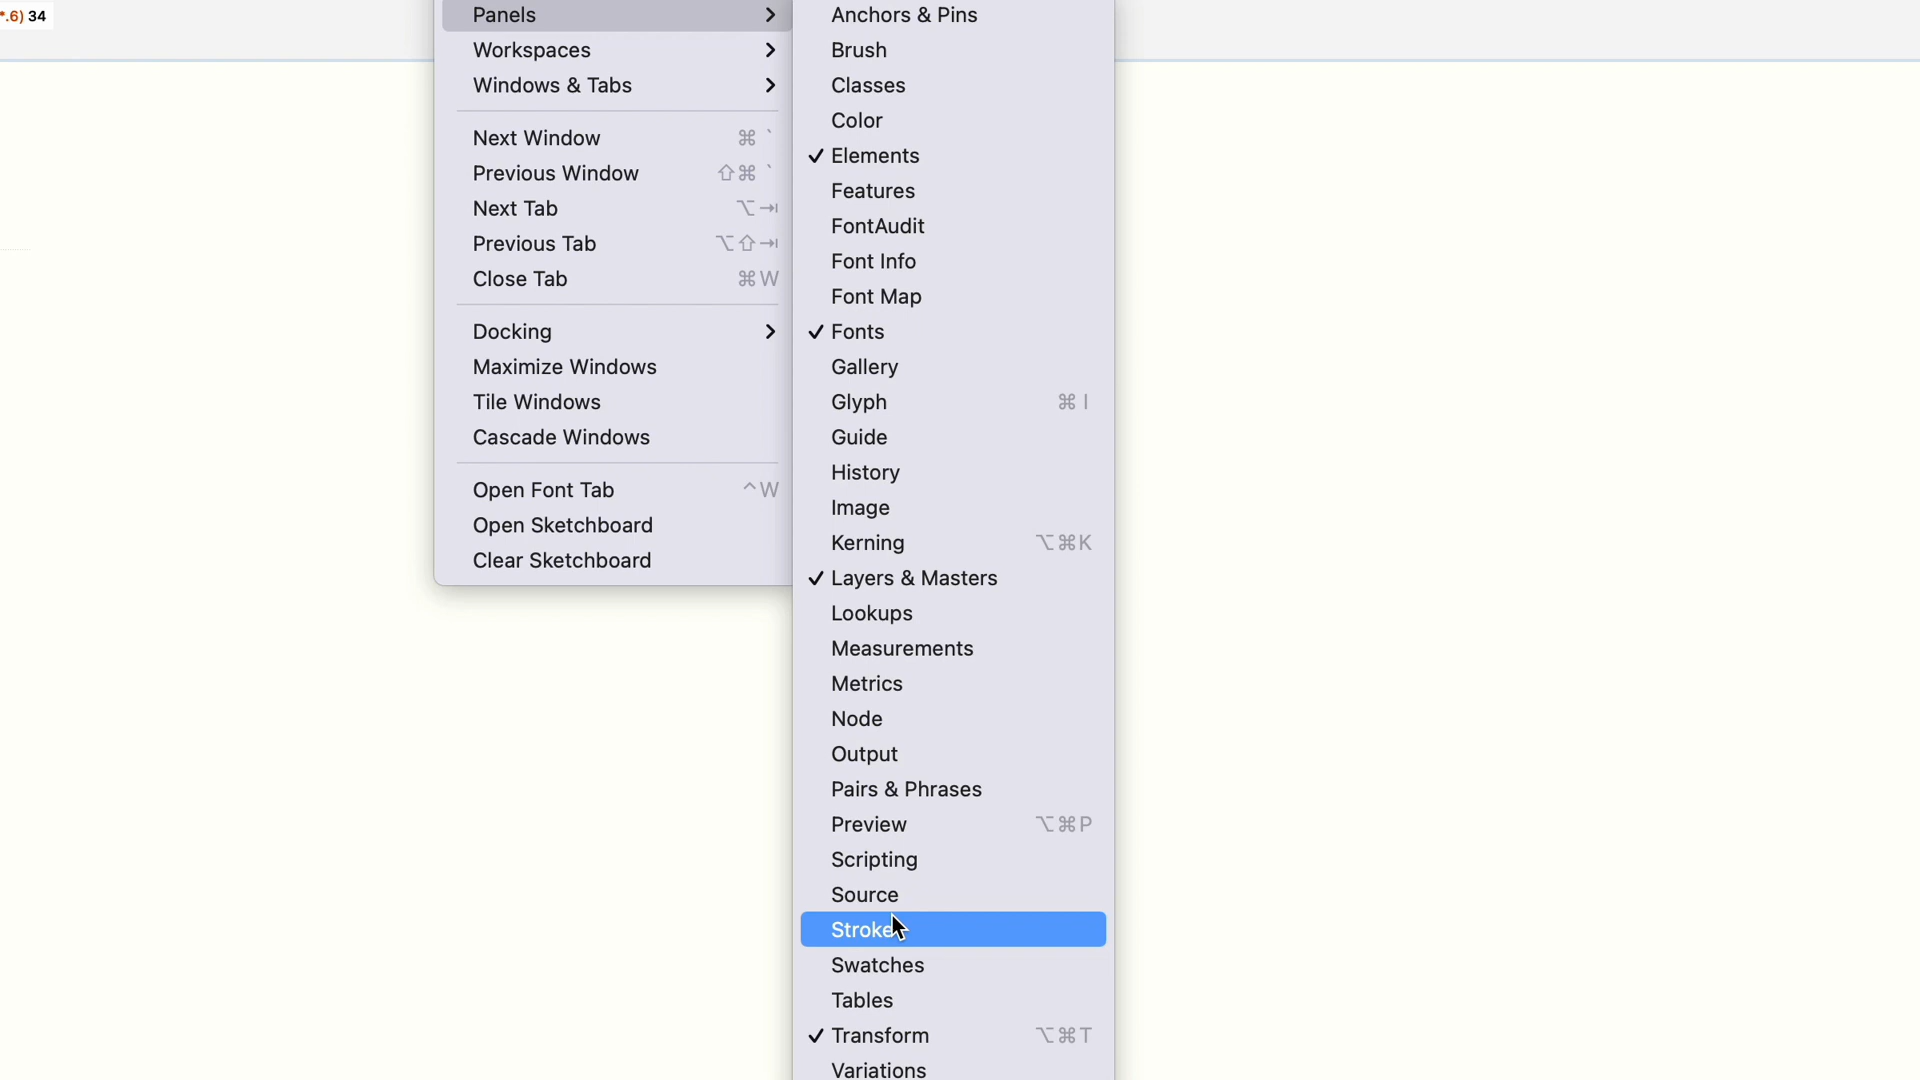 *.6) 34
Panels
Workspaces
Windows & Tabs
Next Window ⌘ `
Previous Window ⇧⌘ `
Next Tab ⌥⇥
Previous Tab ⌥⇧⇥
Close Tab ⌘W
Docking
Maximize Windows
Tile Windows
Cascade Windows
Open Font Tab ^W
Open Sketchboard
Clear Sketchboard
Anchors & Pins
Brush
Classes
Color
✓ Elements
Features
FontAudit
Font Info
Font Map
✓ Fonts
Gallery
Glyph ⌘ I
Guide
History
Image
Kerning ⌥⌘K
✓ Layers & Masters
Lookups
Measurements
Metrics
Node
Output
Pairs & Phrases
Preview ⌥⌘P
Scripting
Source
Stroke
Swatches
Tables
✓ Transform ⌥⌘T
Variations